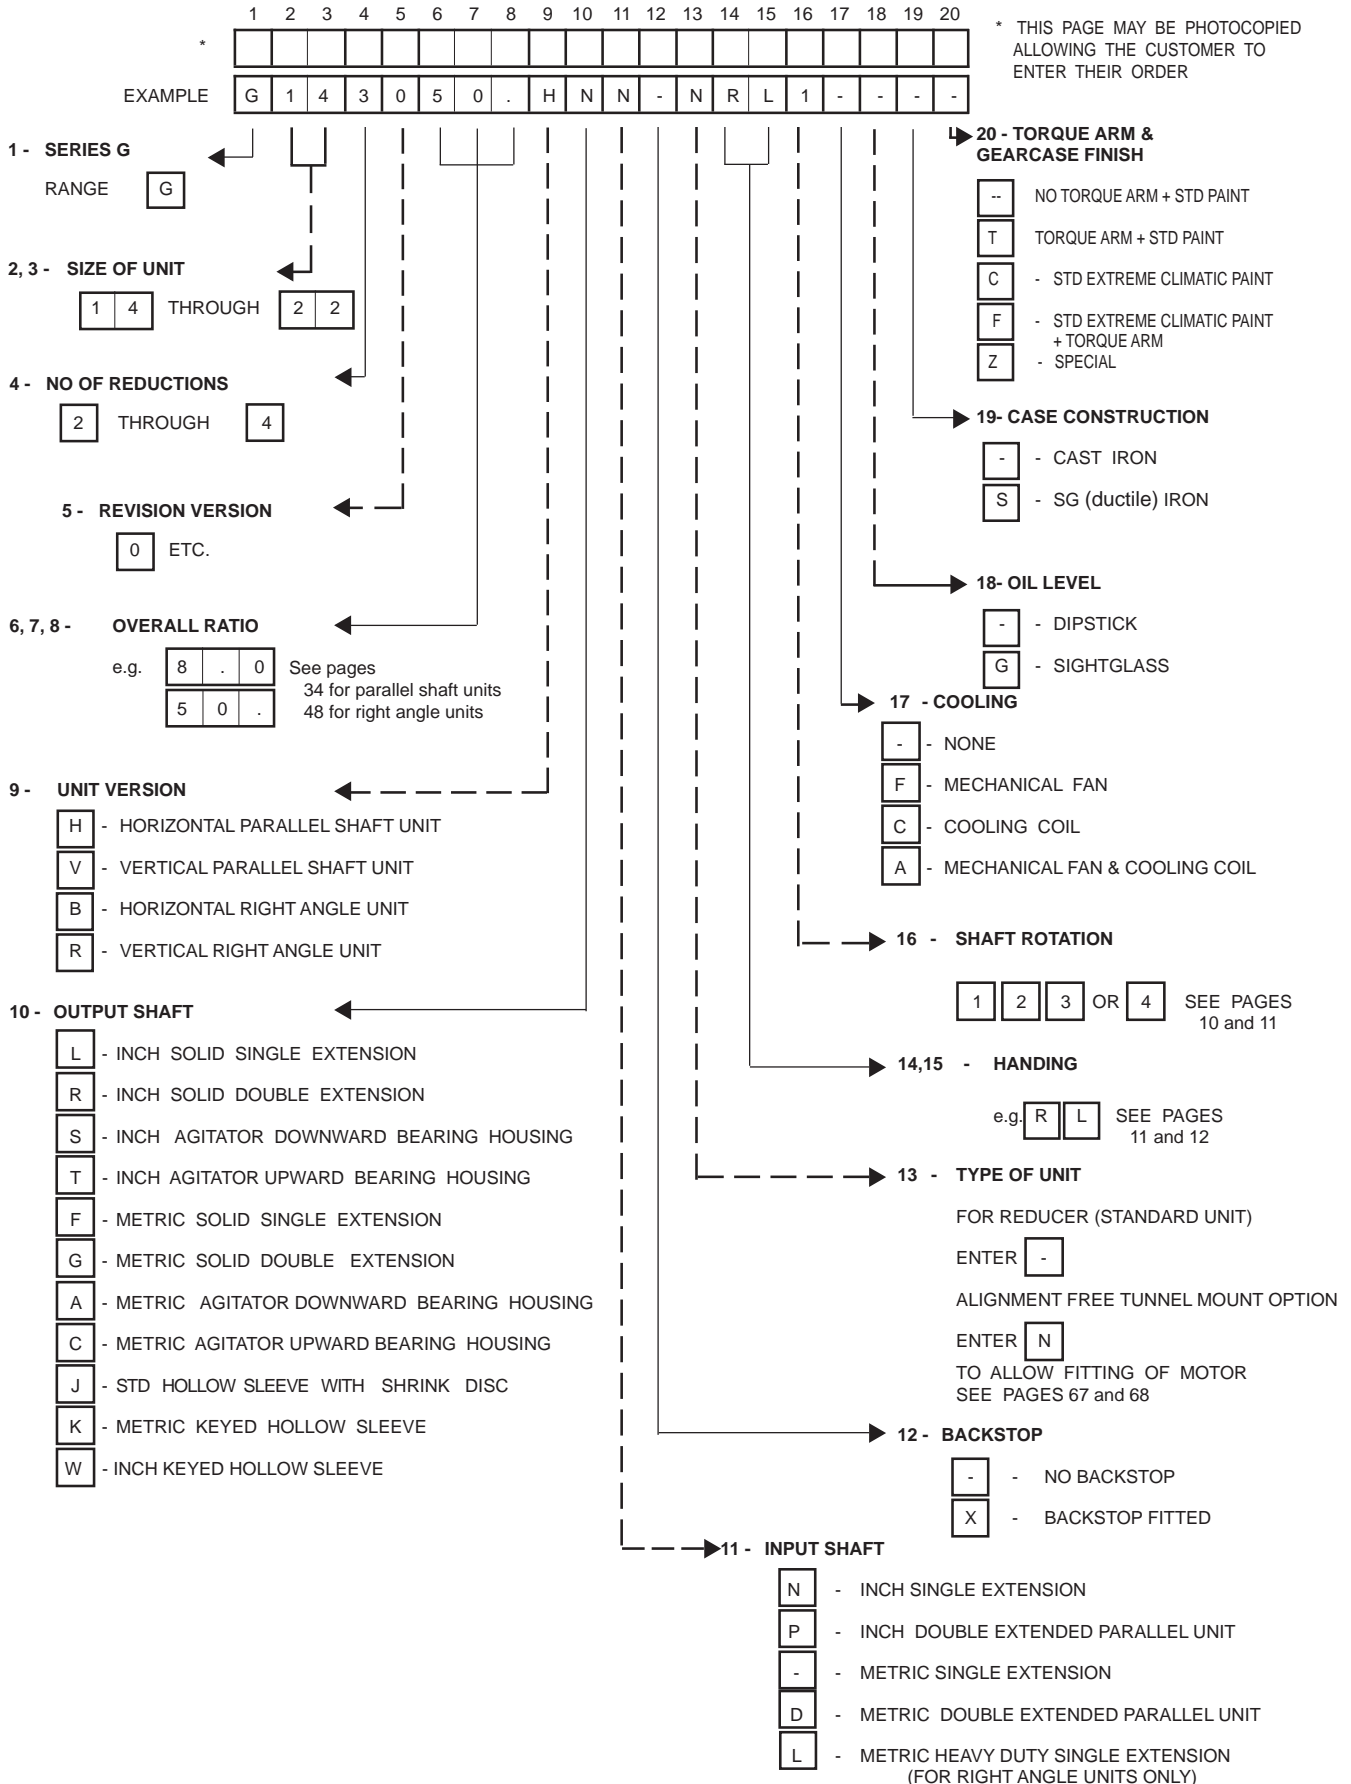 1 2 3 4 5 6 7 8 9 10 11 12 13 14 15 16 17 18 19 20
*
* THIS PAGE MAY BE PHOTOCOPIED
ALLOWING THE CUSTOMER TO
ENTER THEIR ORDER
EXAMPLE G 1 4 3 0 5 0 . H N N - N R L 1 - - - -
1 - SERIES G
RANGE G
2, 3 - SIZE OF UNIT
1 4 THROUGH 2 2
4 - NO OF REDUCTIONS
2 THROUGH 4
5 - REVISION VERSION
0 ETC.
6, 7, 8 - OVERALL RATIO
e.g. 8 . 0 See pages
34 for parallel shaft units
5 0 . 48 for right angle units
9 - UNIT VERSION
H - HORIZONTAL PARALLEL SHAFT UNIT
V - VERTICAL PARALLEL SHAFT UNIT
B - HORIZONTAL RIGHT ANGLE UNIT
R - VERTICAL RIGHT ANGLE UNIT
10 - OUTPUT SHAFT
L - INCH SOLID SINGLE EXTENSION
R - INCH SOLID DOUBLE EXTENSION
S - INCH AGITATOR DOWNWARD BEARING HOUSING
T - INCH AGITATOR UPWARD BEARING HOUSING
F - METRIC SOLID SINGLE EXTENSION
G - METRIC SOLID DOUBLE EXTENSION
A - METRIC AGITATOR DOWNWARD BEARING HOUSING
C - METRIC AGITATOR UPWARD BEARING HOUSING
J - STD HOLLOW SLEEVE WITH SHRINK DISC
K - METRIC KEYED HOLLOW SLEEVE
W - INCH KEYED HOLLOW SLEEVE
20 - TORQUE ARM &
GEARCASE FINISH
-- NO TORQUE ARM + STD PAINT
T TORQUE ARM + STD PAINT
C - STD EXTREME CLIMATIC PAINT
F - STD EXTREME CLIMATIC PAINT
+ TORQUE ARM
Z - SPECIAL
19- CASE CONSTRUCTION
- - CAST IRON
S - SG (ductile) IRON
18- OIL LEVEL
- - DIPSTICK
G - SIGHTGLASS
17 - COOLING
- - NONE
F - MECHANICAL FAN
C - COOLING COIL
A - MECHANICAL FAN & COOLING COIL
16 - SHAFT ROTATION
1 2 3 OR 4 SEE PAGES
10 and 11
14,15 - HANDING
e.g. R L SEE PAGES
11 and 12
13 - TYPE OF UNIT
FOR REDUCER (STANDARD UNIT)
ENTER -
ALIGNMENT FREE TUNNEL MOUNT OPTION
ENTER N
TO ALLOW FITTING OF MOTOR
SEE PAGES 67 and 68
12 - BACKSTOP
- - NO BACKSTOP
X - BACKSTOP FITTED
11 - INPUT SHAFT
N - INCH SINGLE EXTENSION
P - INCH DOUBLE EXTENDED PARALLEL UNIT
- - METRIC SINGLE EXTENSION
D - METRIC DOUBLE EXTENDED PARALLEL UNIT
L - METRIC HEAVY DUTY SINGLE EXTENSION
(FOR RIGHT ANGLE UNITS ONLY)